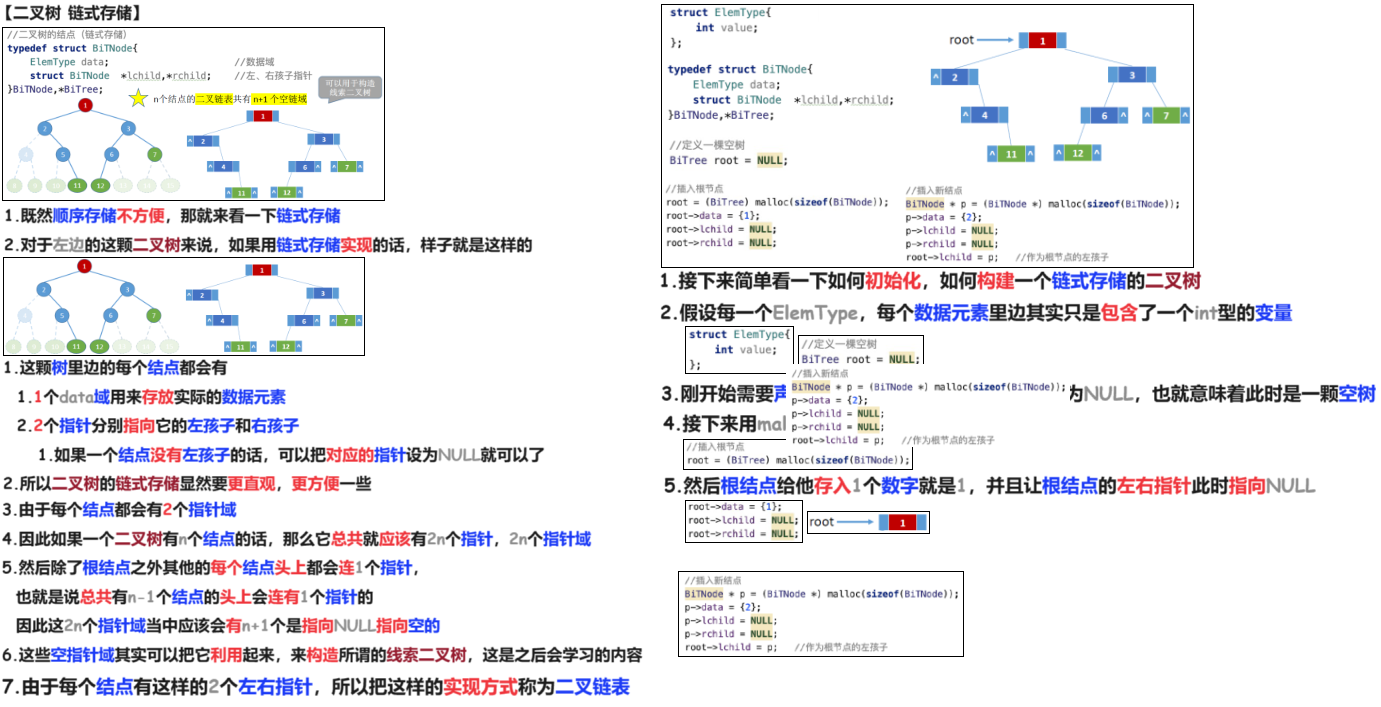 【二叉树 链式存储】
//二叉树的结点（链式存储）
typedef struct BiTNode{
ElemType data; //数据域
struct BiTNode *lchild,*rchild; //左、右孩子指针
}BiTNode,*BiTree;
可以用于构造
线索二叉树
n个结点的二叉链表共有 n+1 个空链域
1
2 3
4 5 6 7
8 9 10 11 12 13 14 15
1
^ 2 3
^ 4 ^ 6 ^ ^ 7 ^
^ 11 ^ ^ 12 ^
1.既然顺序存储不方便，那就来看一下链式存储
2.对于左边的这颗二叉树来说，如果用链式存储实现的话，样子就是这样的
1
2 3
4 5 6 7
8 9 10 11 12 13 14 15
1
^ 2 3
^ 4 6 ^ ^ 7 ^
^ 11 ^ ^ 12 ^
1.这颗树里边的每个结点都会有
1.1个data域用来存放实际的数据元素
2.2个指针分别指向它的左孩子和右孩子
1.如果一个结点没有左孩子的话，可以把对应的指针设为NULL就可以了
2.所以二叉树的链式存储显然要更直观，更方便一些
3.由于每个结点都会有2个指针域
4.因此如果一个二叉树有n个结点的话，那么它总共就应该有2n个指针，2n个指针域
5.然后除了根结点之外其他的每个结点头上都会连1个指针，
也就是说总共有n-1个结点的头上会连有1个指针的
因此这2n个指针域当中应该会有n+1个是指向NULL指向空的
6.这些空指针域其实可以把它利用起来，来构造所谓的线索二叉树，这是之后会学习的内容
7.由于每个结点有这样的2个左右指针，所以把这样的实现方式称为二叉链表
struct ElemType{
int value;
};
typedef struct BiTNode{
ElemType data;
struct BiTNode *lchild,*rchild;
}BiTNode,*BiTree;
//定义一棵空树
BiTree root = NULL;
root
1
^ 2 3
^ 4 6 ^ ^ 7 ^
^ 11 ^ ^ 12 ^
//插入根节点
root = (BiTree) malloc(sizeof(BiTNode));
root->data = {1};
root->lchild = NULL;
root->rchild = NULL;
//插入新结点
BiTNode * p = (BiTNode *) malloc(sizeof(BiTNode));
p->data = {2};
p->lchild = NULL;
p->rchild = NULL;
root->lchild = p; //作为根节点的左孩子
1.接下来简单看一下如何初始化，如何构建一个链式存储的二叉树
2.假设每一个ElemType，每个数据元素里边其实只是包含了一个int型的变量
struct ElemType{
int value;
};
//定义一棵空树
BiTree root = NULL;
//插入新结点
BiTNode * p = (BiTNode *) malloc(sizeof(BiTNode));
p->data = {2};
p->lchild = NULL;
p->rchild = NULL;
root->lchild = p; //作为根节点的左孩子
3.刚开始需要声 为NULL，也就意味着此时是一颗空树
4.接下来用mal
//插入根节点
root = (BiTree) malloc(sizeof(BiTNode));
5.然后根结点给他存入1个数字就是1，并且让根结点的左右指针此时指向NULL
root->data = {1};
root->lchild = NULL;
root->rchild = NULL;
root 1
//插入新结点
BiTNode * p = (BiTNode *) malloc(sizeof(BiTNode));
p->data = {2};
p->lchild = NULL;
p->rchild = NULL;
root->lchild = p; //作为根节点的左孩子